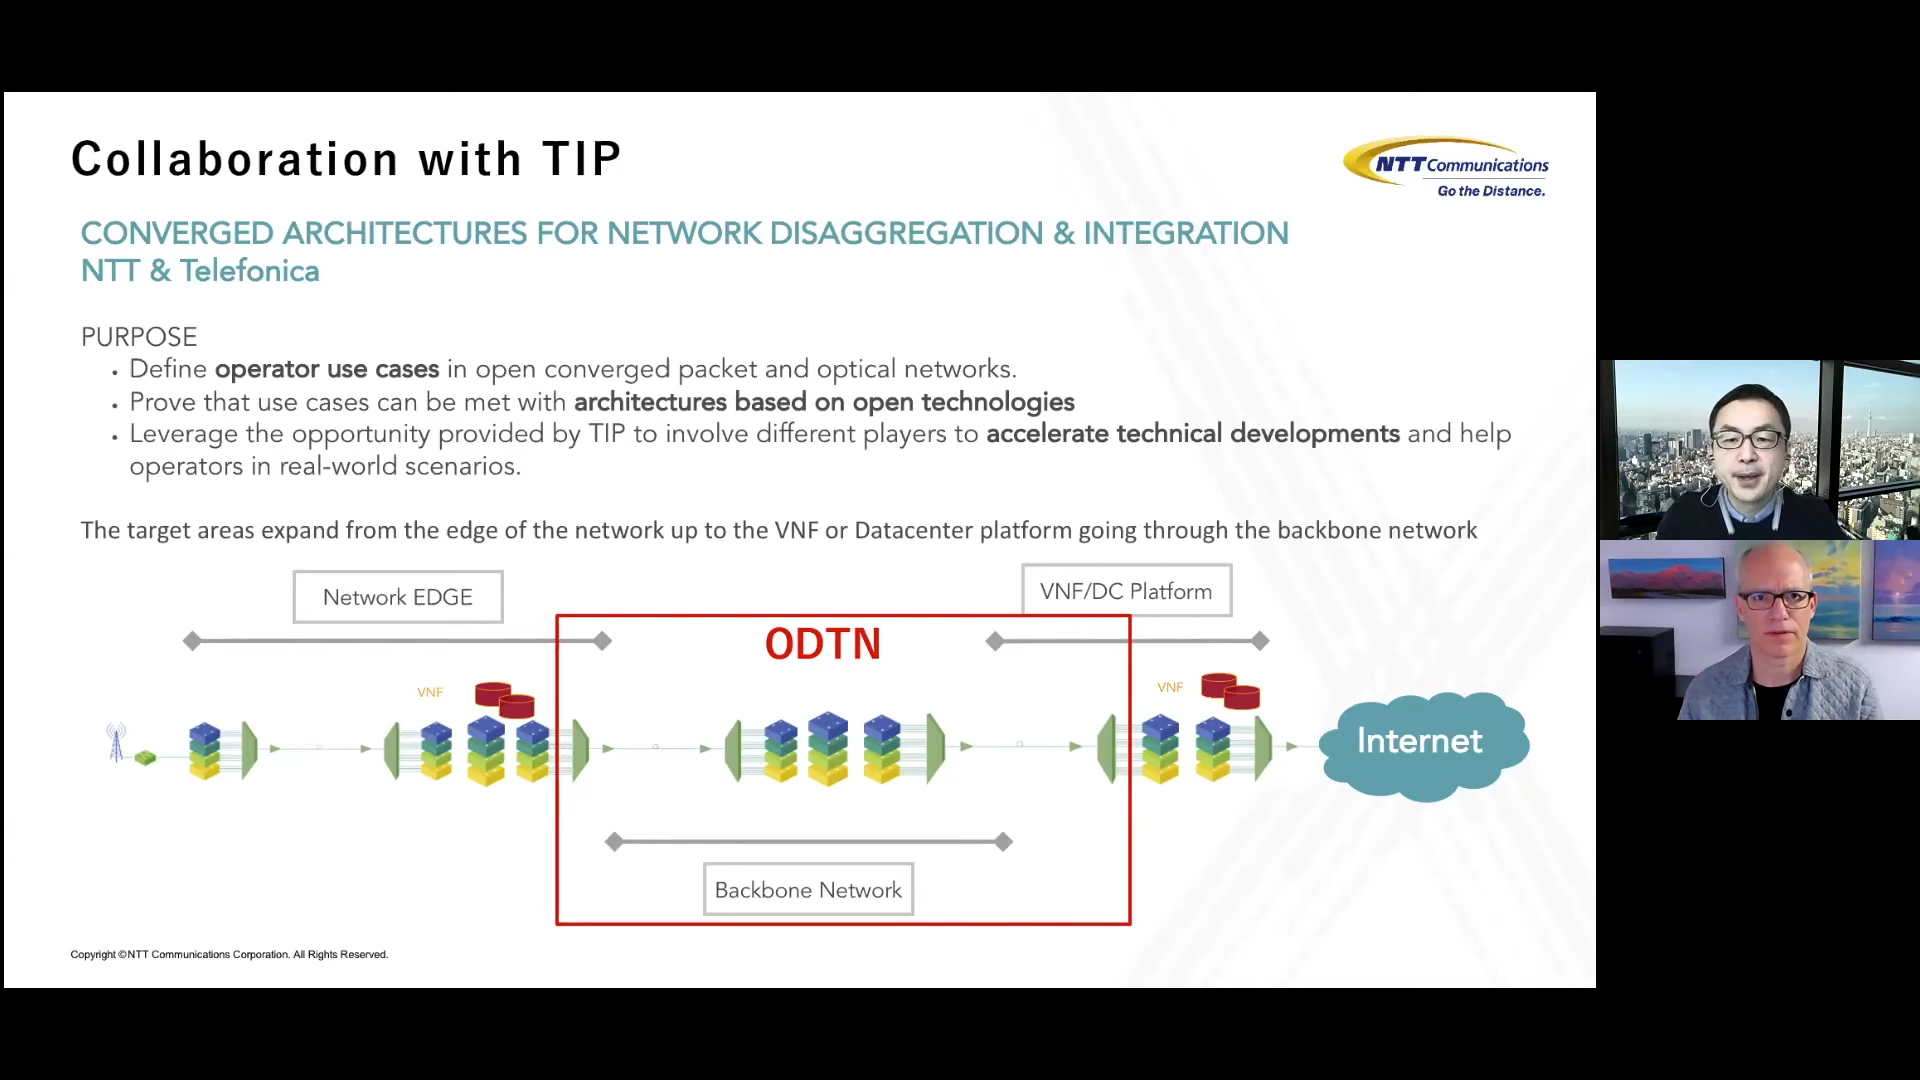 Collaboration with TIP
NTT Communications
Go the Distance.
CONVERGED ARCHITECTURES FOR NETWORK DISAGGREGATION & INTEGRATION
NTT & Telefonica
PURPOSE
• Define operator use cases in open converged packet and optical networks.
• Prove that use cases can be met with architectures based on open technologies
• Leverage the opportunity provided by TIP to involve different players to accelerate technical developments and help
operators in real-world scenarios.
The target areas expand from the edge of the network up to the VNF or Datacenter platform going through the backbone network
Network EDGE
VNF/DC Platform
ODTN
VNF
VNF
Internet
Backbone Network
Copyright ©NTT Communications Corporation. All Rights Reserved.